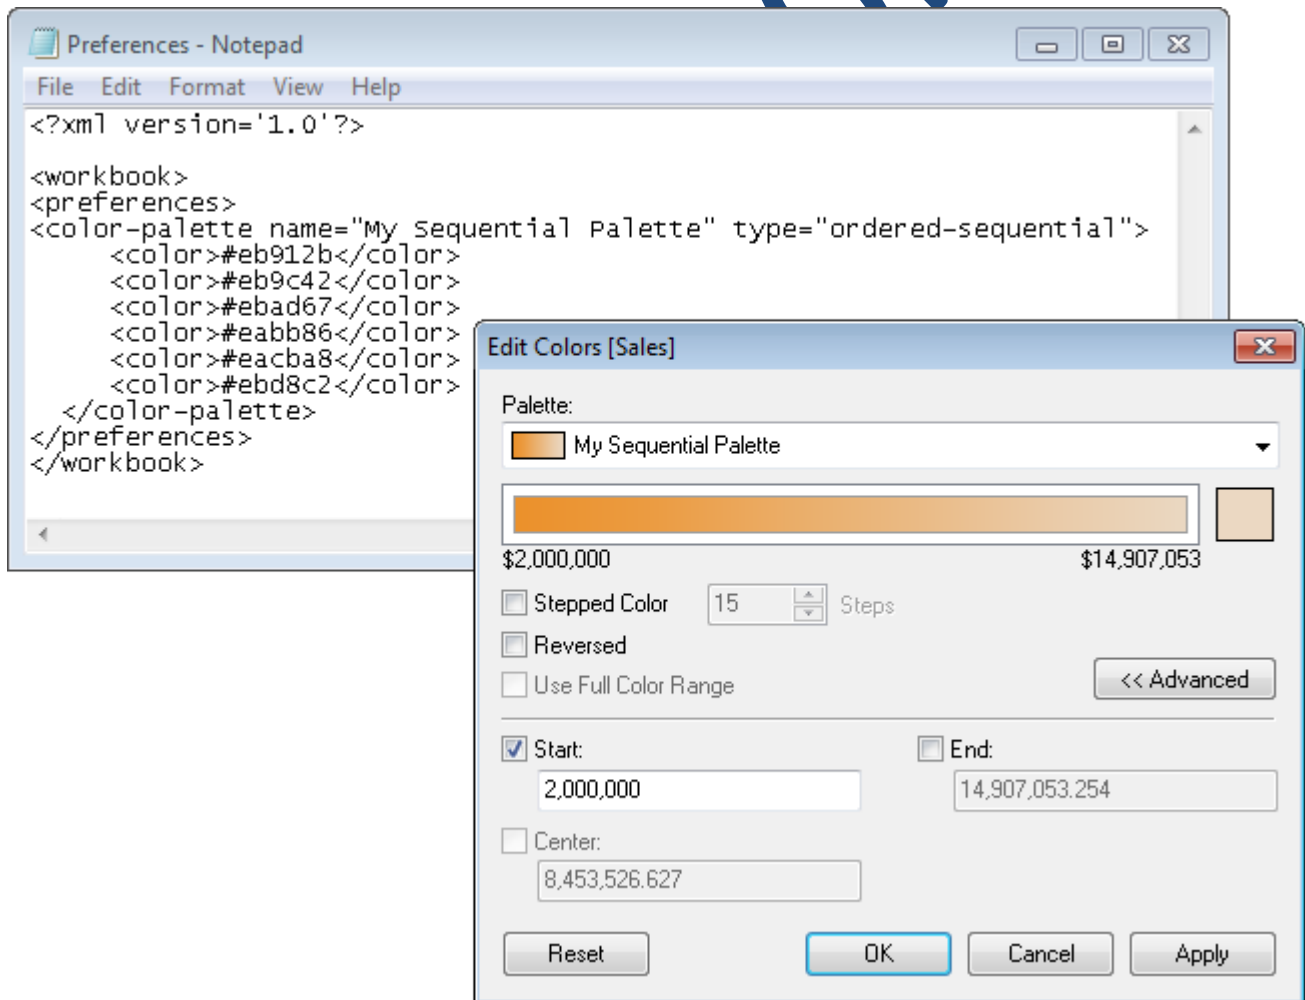 Preferences - Notepad
File Edit Format View Help
<?xml version='1.0'?>
<workbook>
<preferences>
<color-palette name="My Sequential Palette" type="ordered-sequential">
<color>#eb912b</color>
<color>#eb9c42</color>
<color>#ebad67</color>
<color>#eabb86</color>
<color>#eacba8</color>
<color>#ebd8c2</color>
</color-palette>
</preferences>
</workbook>
Edit Colors [Sales]
Palette:
My Sequential Palette
$2,000,000 $14,907,053
Stepped Color 15 Steps
Reversed
Use Full Color Range << Advanced
Start: End:
2,000,000 14,907,053.254
Center:
8,453,526.627
Reset OK Cancel Apply